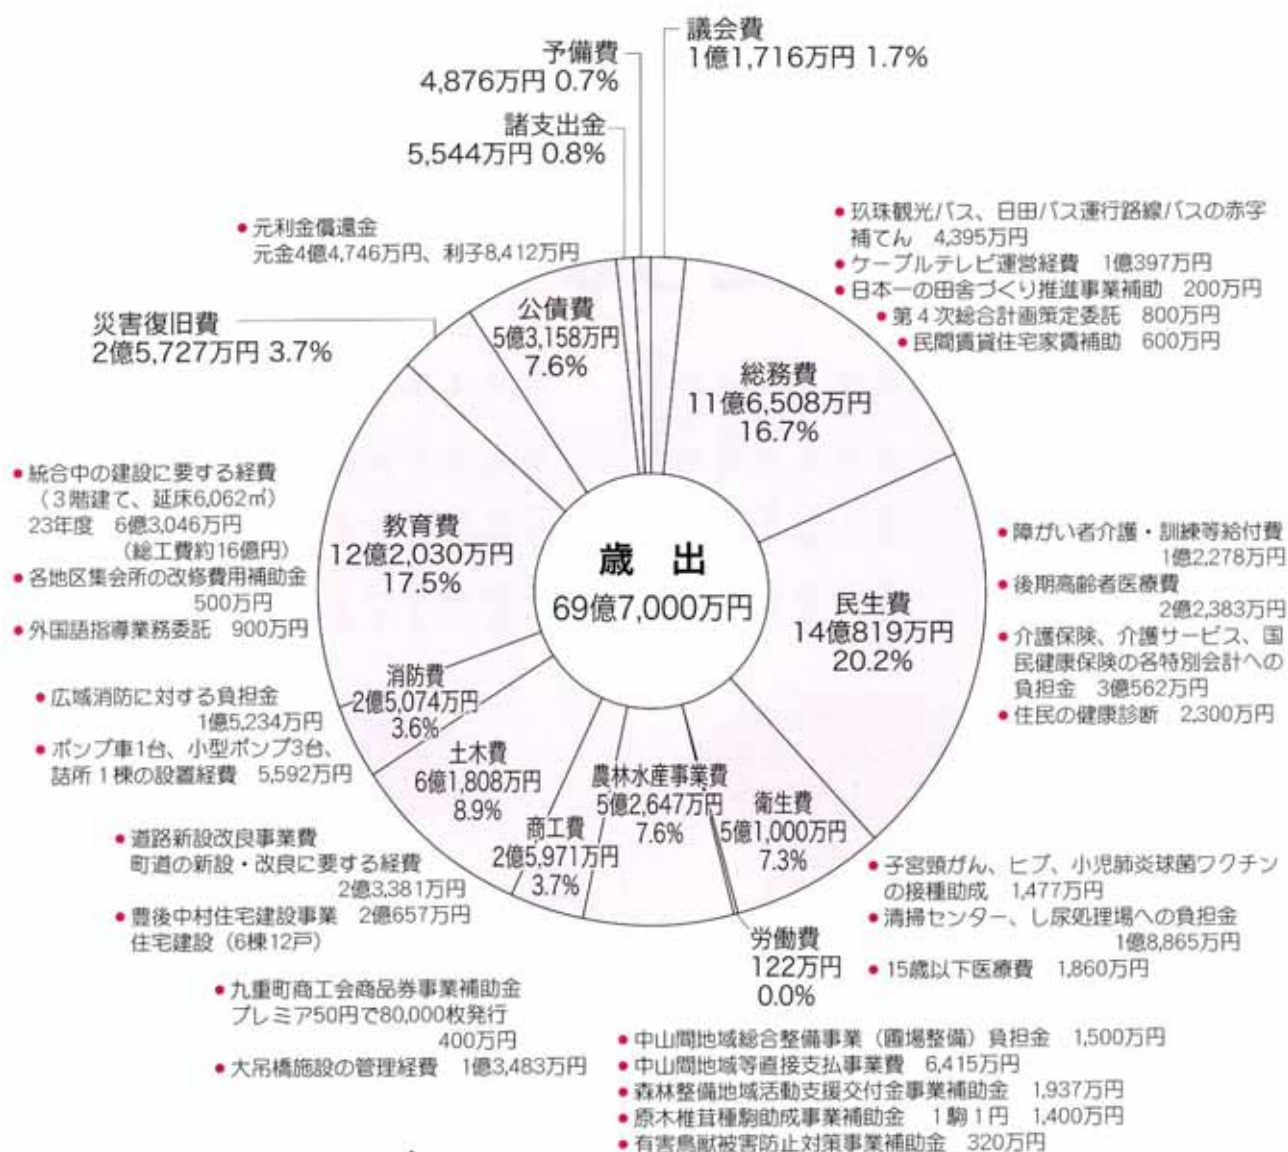 議会費
1億1,716万円 1.7%
予備費
4,876万円 0.7%
諸支出金
5,544万円 0.8%
● 元利金償還金
元金4億4,746万円、利子8,412万円
公債費
5億3,158万円
7.6%
災害復旧費
2億5,727万円 3.7%
● 玖珠観光バス、日田バス運行路線バスの赤字
補てん 4,395万円
● ケーブルテレビ運営経費 1億397万円
● 日本一の田舎づくり推進事業補助 200万円
● 第4次総合計画策定委託 800万円
● 民間賃貸住宅家賃補助 600万円
総務費
11億6,508万円
16.7%
● 統合中の建設に要する経費
(3階建て、延床6,062㎡)
23年度 6億3,046万円
(総工費約16億円)
● 各地区集会所の改修費用補助金
500万円
● 外国語指導業務委託 900万円
教育費
12億2,030万円
17.5%
歳 出
69億7,000万円
民生費
14億819万円
20.2%
● 障がい者介護・訓練等給付費
1億2,278万円
● 後期高齢者医療費
2億2,383万円
● 介護保険、介護サービス、国
民健康保険の各特別会計への
負担金 3億562万円
● 住民の健康診断 2,300万円
● 広域消防に対する負担金
1億5,234万円
● ポンプ車1台、小型ポンプ3台、
詰所1棟の設置経費 5,592万円
消防費
2億5,074万円
3.6%
土木費
6億1,808万円
8.9%
商工費
2億5,971万円
3.7%
農林水産事業費
5億2,647万円
7.6%
衛生費
5億1,000万円
7.3%
● 道路新設改良事業費
町道の新設・改良に要する経費
2億3,381万円
● 豊後中村住宅建設事業 2億657万円
住宅建設(6棟12戸)
労働費
122万円
0.0%
● 子宮頸がん、ヒブ、小児肺炎球菌ワクチン
の接種助成 1,477万円
● 清掃センター、し尿処理場への負担金
1億8,865万円
● 15歳以下医療費 1,860万円
● 九重町商工会商品券事業補助金
プレミア50円で80,000枚発行
400万円
● 大吊橋施設の管理経費 1億3,483万円
● 中山間地域総合整備事業(圃場整備)負担金 1,500万円
● 中山間地域等直接支払事業費 6,415万円
● 森林整備地域活動支援交付金事業補助金 1,937万円
● 原木椎茸種駒助成事業補助金 1駒1円 1,400万円
● 有害鳥獣被害防止対策事業補助金 320万円